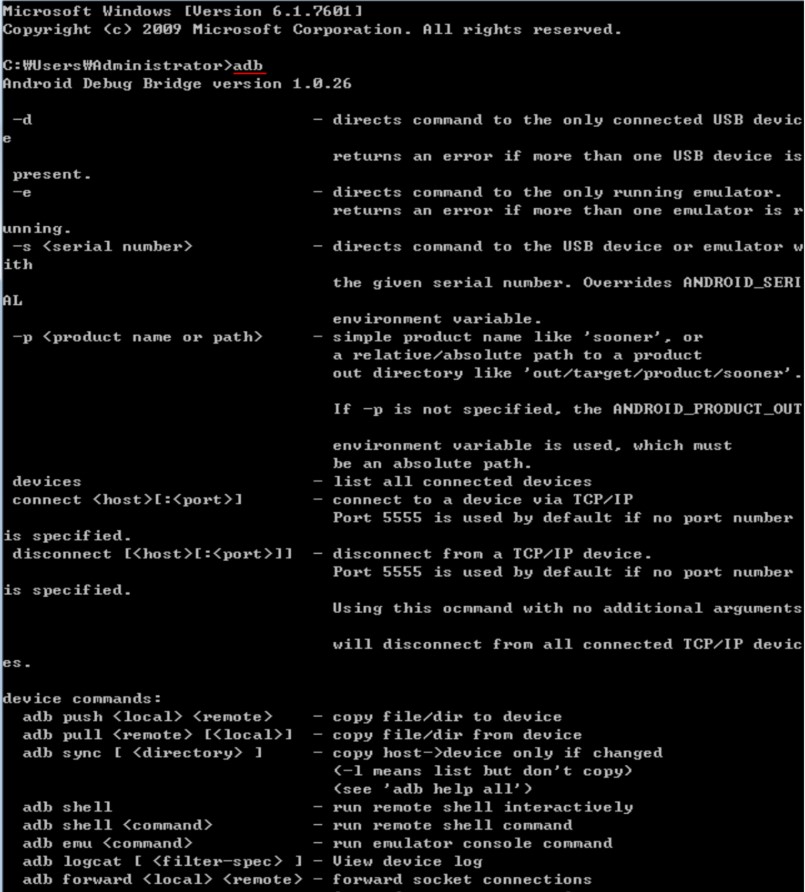 Microsoft Windows [Version 6.1.7601]
Copyright (c) 2009 Microsoft Corporation. All rights reserved.
C:₩Users₩Administrator>adb
Android Debug Bridge version 1.0.26
-d - directs command to the only connected USB devic
e
returns an error if more than one USB device is
present.
-e - directs command to the only running emulator.
returns an error if more than one emulator is r
unning.
-s <serial number> - directs command to the USB device or emulator w
ith
the given serial number. Overrides ANDROID_SERI
AL
environment variable.
-p <product name or path> - simple product name like 'sooner', or
a relative/absolute path to a product
out directory like 'out/target/product/sooner'.
If -p is not specified, the ANDROID_PRODUCT_OUT
environment variable is used, which must
be an absolute path.
devices - list all connected devices
connect <host>[:<port>] - connect to a device via TCP/IP
Port 5555 is used by default if no port number
is specified.
disconnect [<host>[:<port>]] - disconnect from a TCP/IP device.
Port 5555 is used by default if no port number
is specified.
Using this ocmmand with no additional arguments
will disconnect from all connected TCP/IP devic
es.
device commands:
adb push <local> <remote> - copy file/dir to device
adb pull <remote> [<local>] - copy file/dir from device
adb sync [ <directory> ] - copy host->device only if changed
(-l means list but don't copy)
(see 'adb help all')
adb shell - run remote shell interactively
adb shell <command> - run remote shell command
adb emu <command> - run emulator console command
adb logcat [ <filter-spec> ] - View device log
adb forward <local> <remote> - forward socket connections